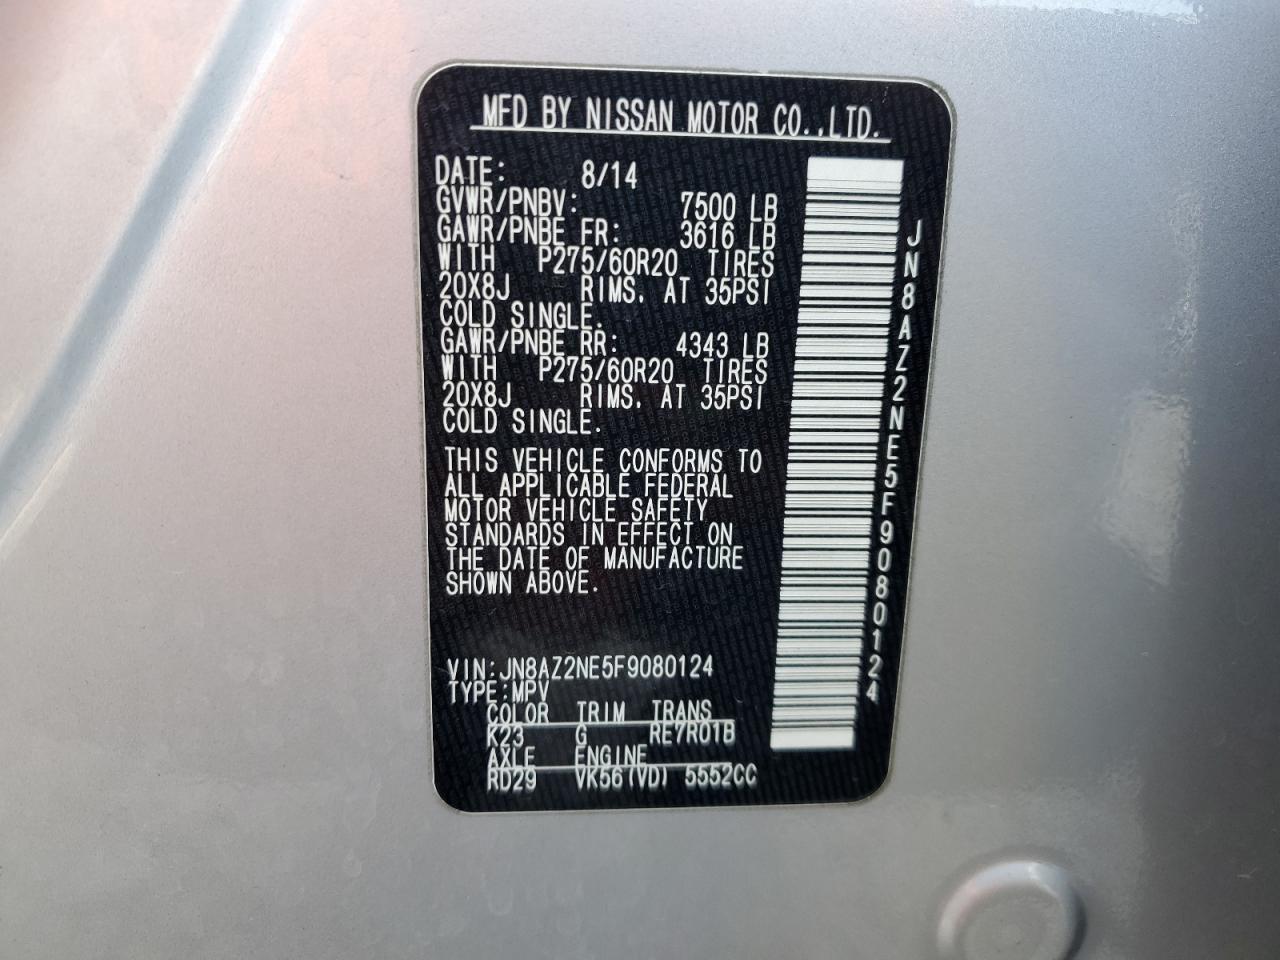 MFD BY NISSAN MOTOR CO.,LTD.
DATE: 8/14
GVWR/PNBV: 7500 LB
GAWR/PNBE FR: 3616 LB
WITH P275/60R20 TIRES
20X8J RIMS. AT 35PSI
COLD SINGLE.
GAWR/PNBE RR: 4343 LB
WITH P275/60R20 TIRES
20X8J RIMS. AT 35PSI
COLD SINGLE.
THIS VEHICLE CONFORMS TO
ALL APPLICABLE FEDERAL
MOTOR VEHICLE SAFETY
STANDARDS IN EFFECT ON
THE DATE OF MANUFACTURE
SHOWN ABOVE.
VIN:JN8AZ2NE5F9080124
TYPE:MPV
COLOR TRIM TRANS
K23 G RE7R01B
AXLE ENGINE
RD29 VK56(VD) 5552CC
JN8AZ2NE5F9080124